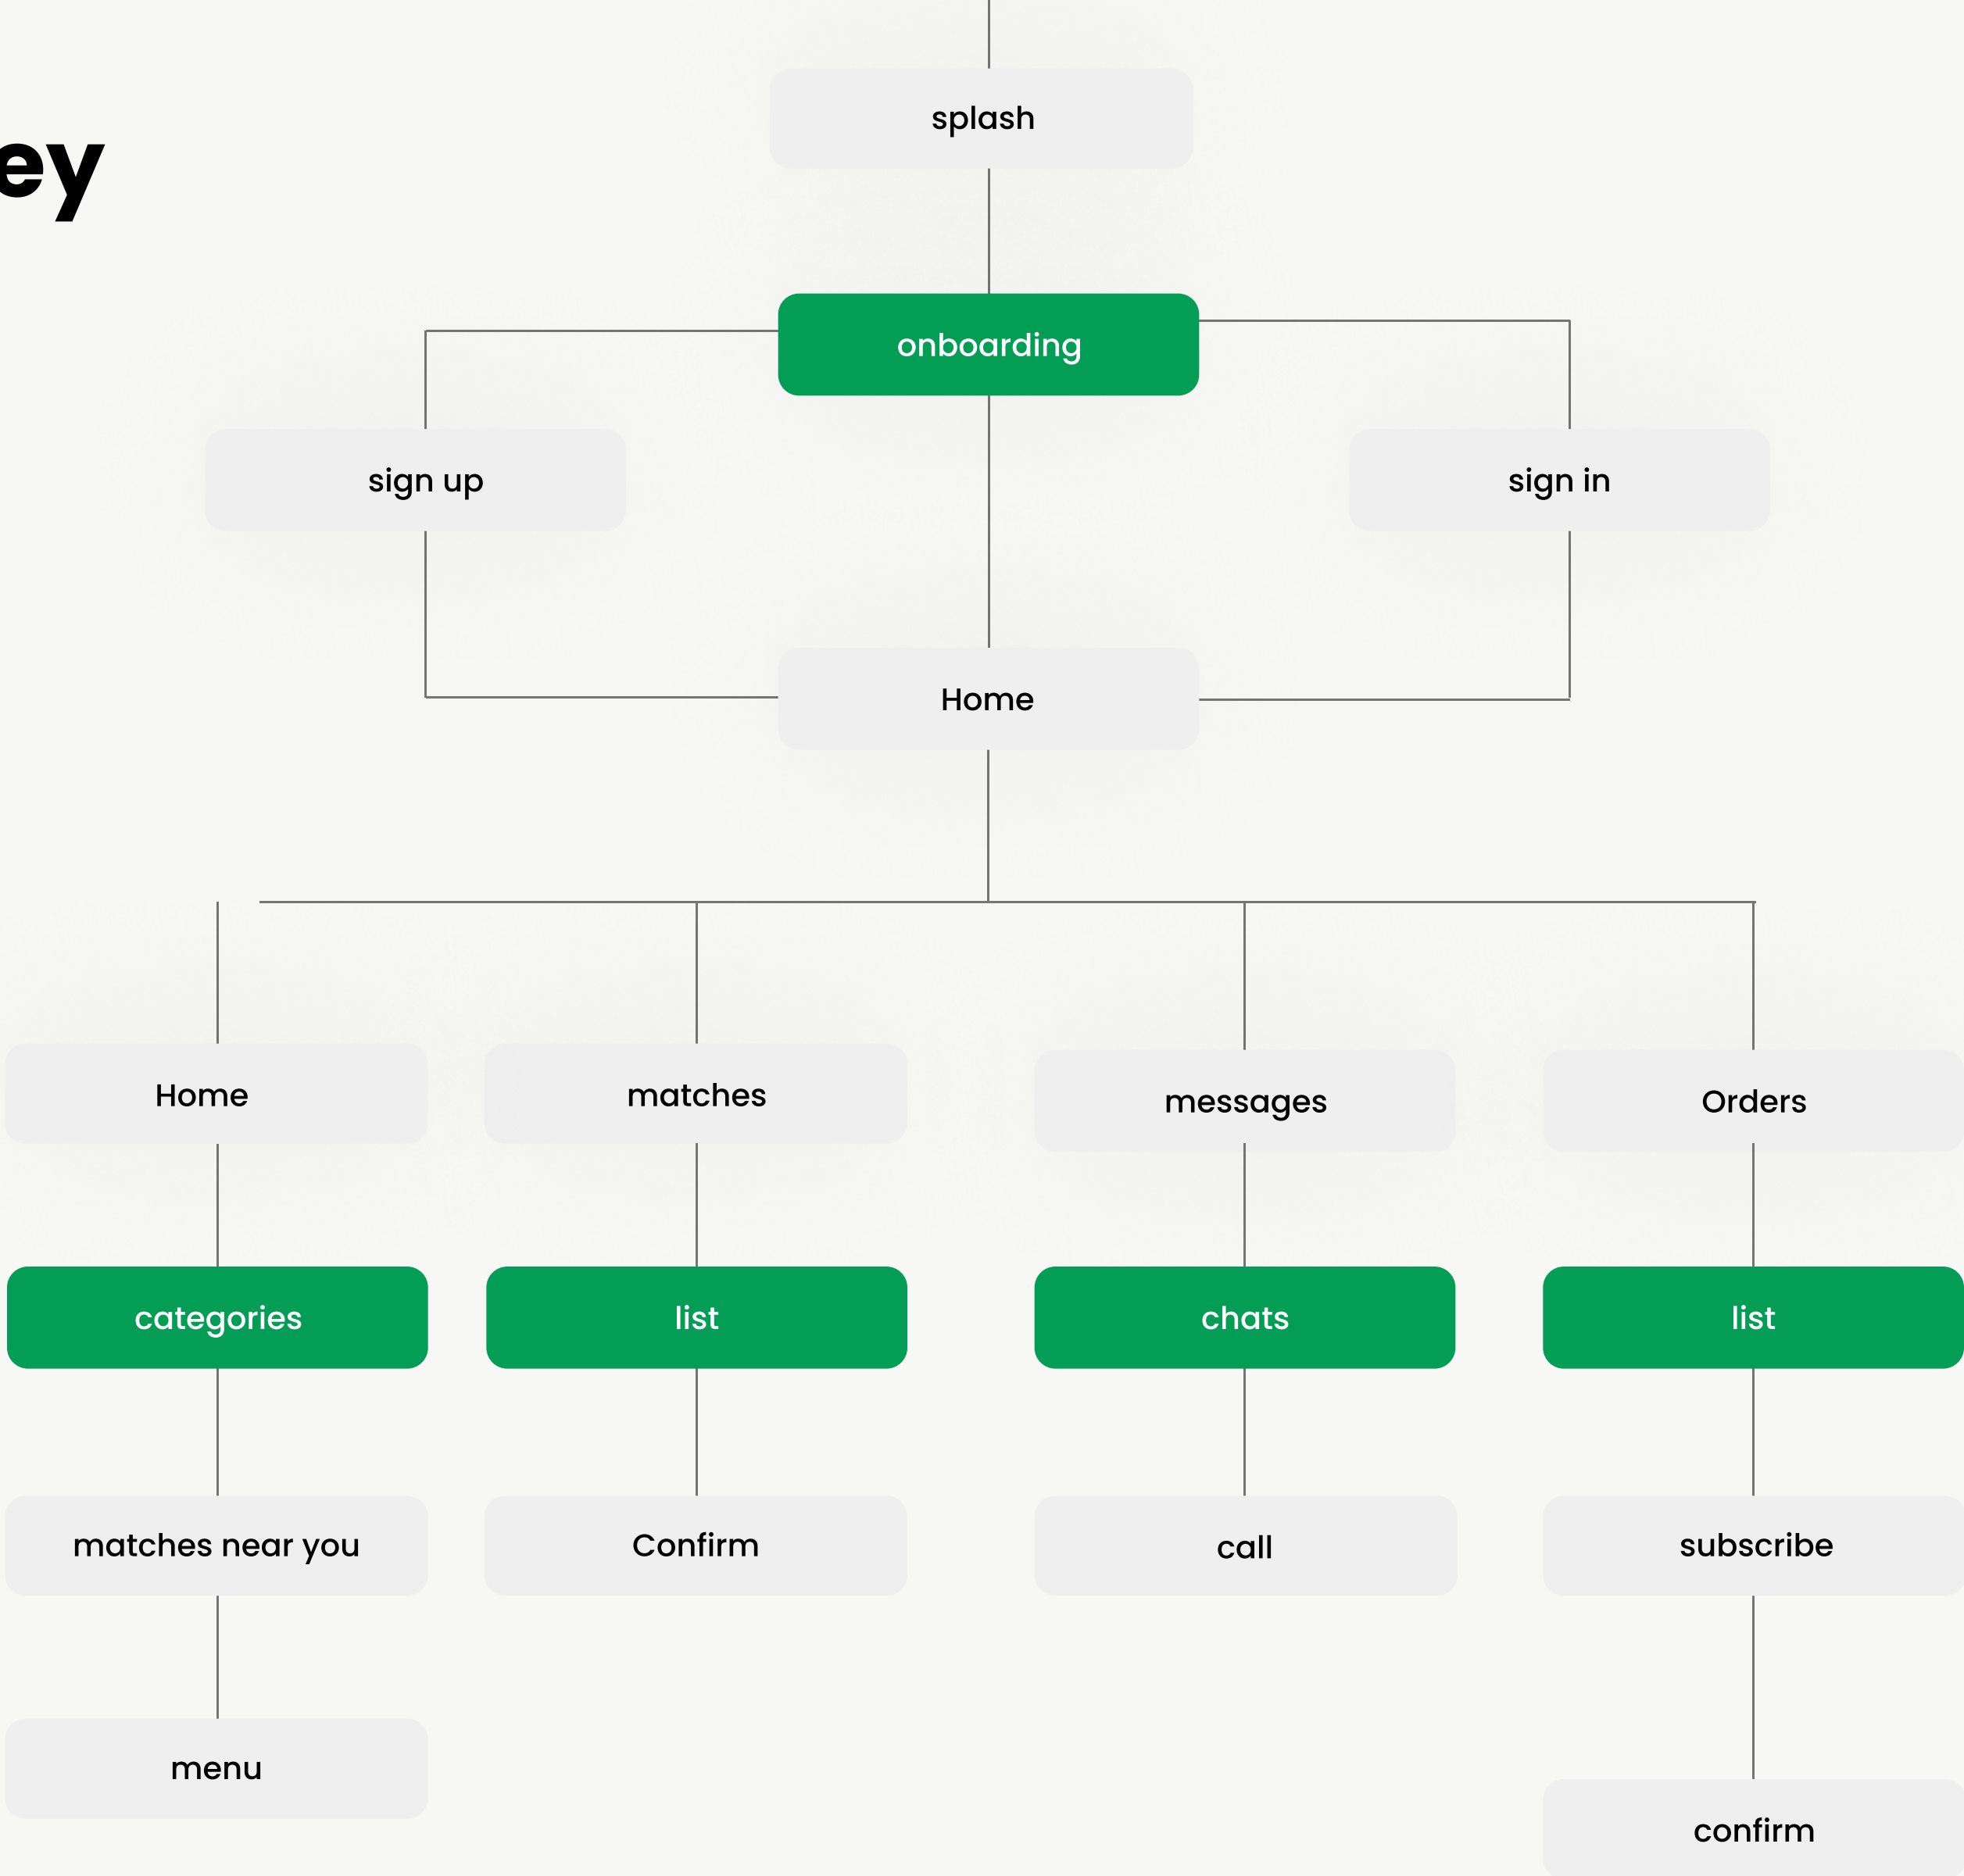 splash
ey
onboarding
sign up
sign in
Home
Home
matches
messages
Orders
categories
list
chats
list
matches near you
Confirm
call
subscribe
menu
confirm